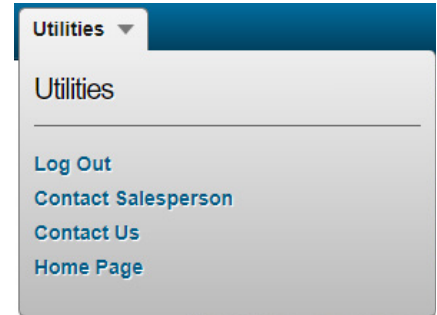 Utilities
Utilities
Log Out
Contact Salesperson
Contact Us
Home Page